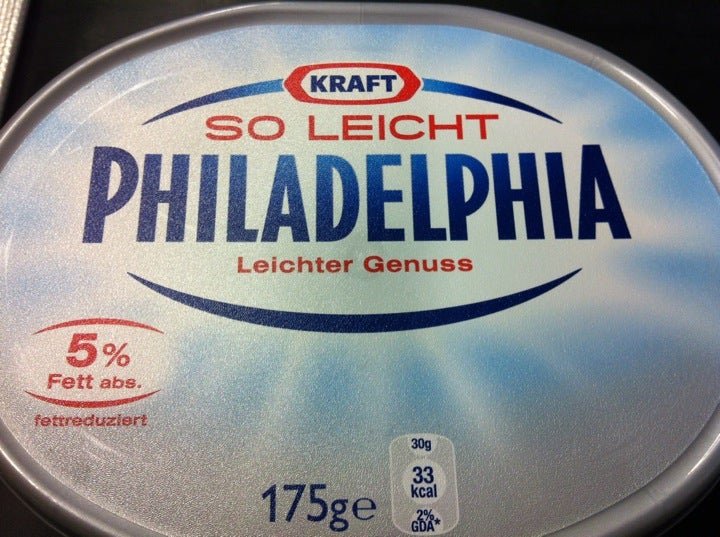 KRAFT
SO LEICHT
PHILADELPHIA
Leichter Genuss
5%
Fett abs.
fettreduziert
175g℮
30g
33
kcal
2%
GDA*